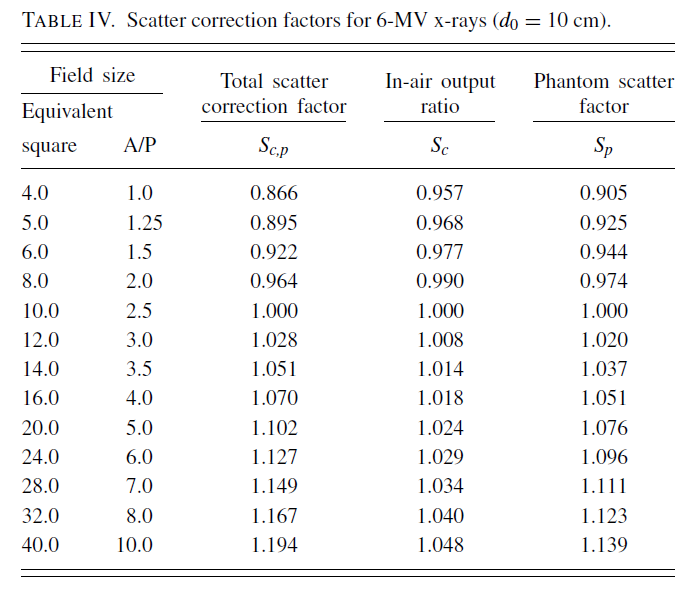 TABLE IV. Scatter correction factors for 6-MV x-rays (d0 = 10 cm).
Field size Total scatter In-air output Phantom scatter
Equivalent correction factor ratio factor
square A/P Sc,p Sc Sp
4.0 1.0 0.866 0.957 0.905
5.0 1.25 0.895 0.968 0.925
6.0 1.5 0.922 0.977 0.944
8.0 2.0 0.964 0.990 0.974
10.0 2.5 1.000 1.000 1.000
12.0 3.0 1.028 1.008 1.020
14.0 3.5 1.051 1.014 1.037
16.0 4.0 1.070 1.018 1.051
20.0 5.0 1.102 1.024 1.076
24.0 6.0 1.127 1.029 1.096
28.0 7.0 1.149 1.034 1.111
32.0 8.0 1.167 1.040 1.123
40.0 10.0 1.194 1.048 1.139